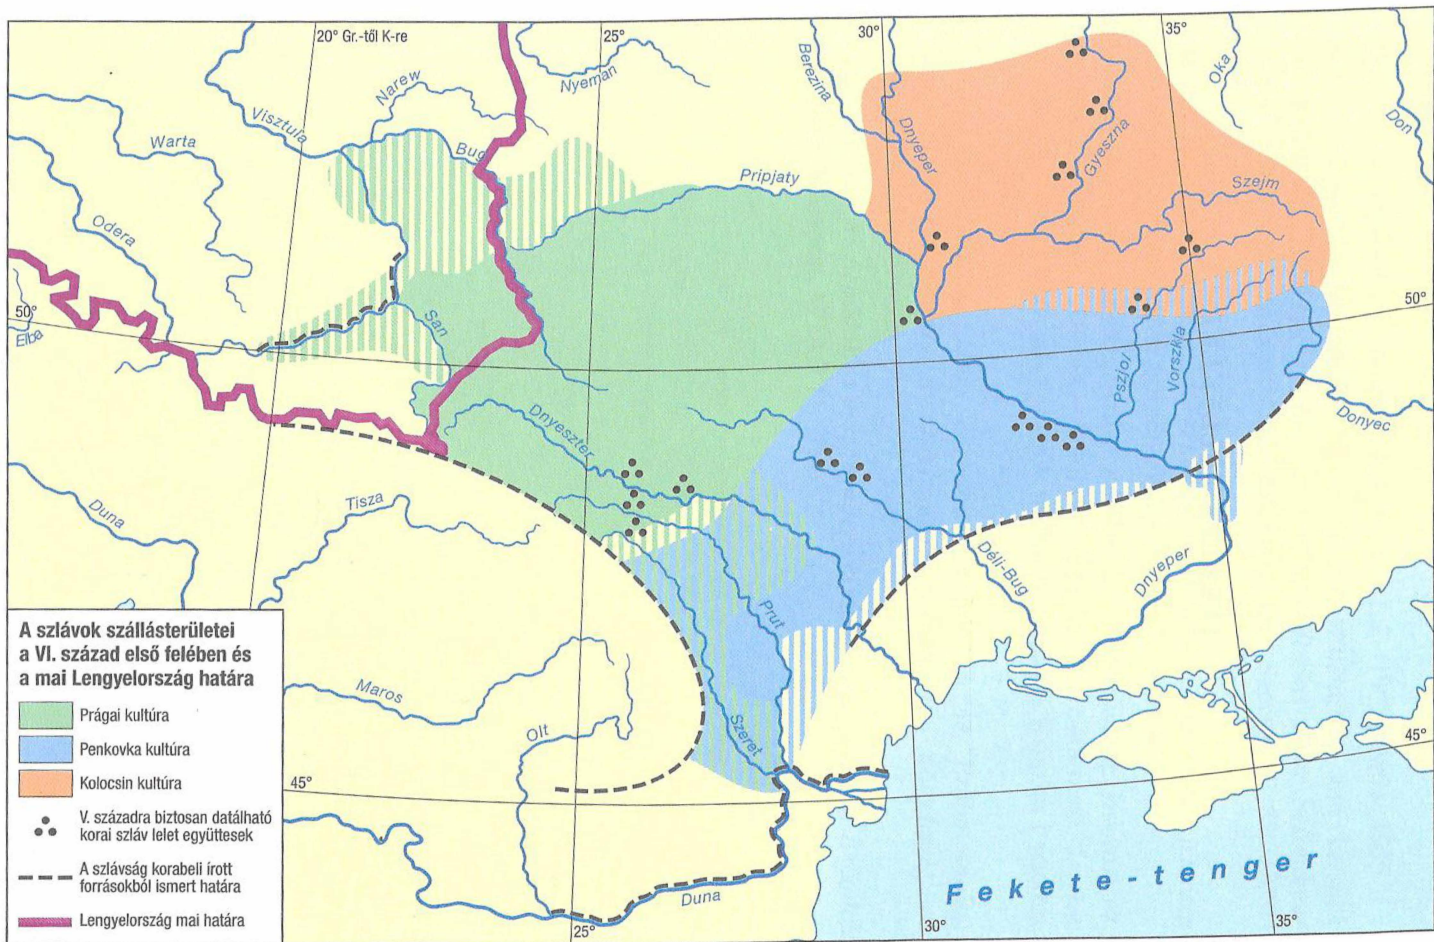 20° Gr.-től K-re
25°
30°
35°
Narew
Nyeman
Berezina
Oka
Visztula
Don
Warta
Bug
Dnyeper
Gyeszna
Pripjaty
Szejm
Odera
50°
50°
Elba
San
Pszjol
Vorszkla
Donyec
Dnyeszter
Duna
Tisza
Déli-Bug
Dnyeper
Prut
Maros
Olt
Szeret
45°
45°
Duna
Fekete-tenger
25°
30°
35°
A szlávok szállásterületei
a VI. század első felében és
a mai Lengyelország határa
Prágai kultúra
Penkovka kultúra
Kolocsin kultúra
V. századra biztosan datálható
korai szláv lelet együttesek
A szlávság korabeli írott
forrásokból ismert határa
Lengyelország mai határa